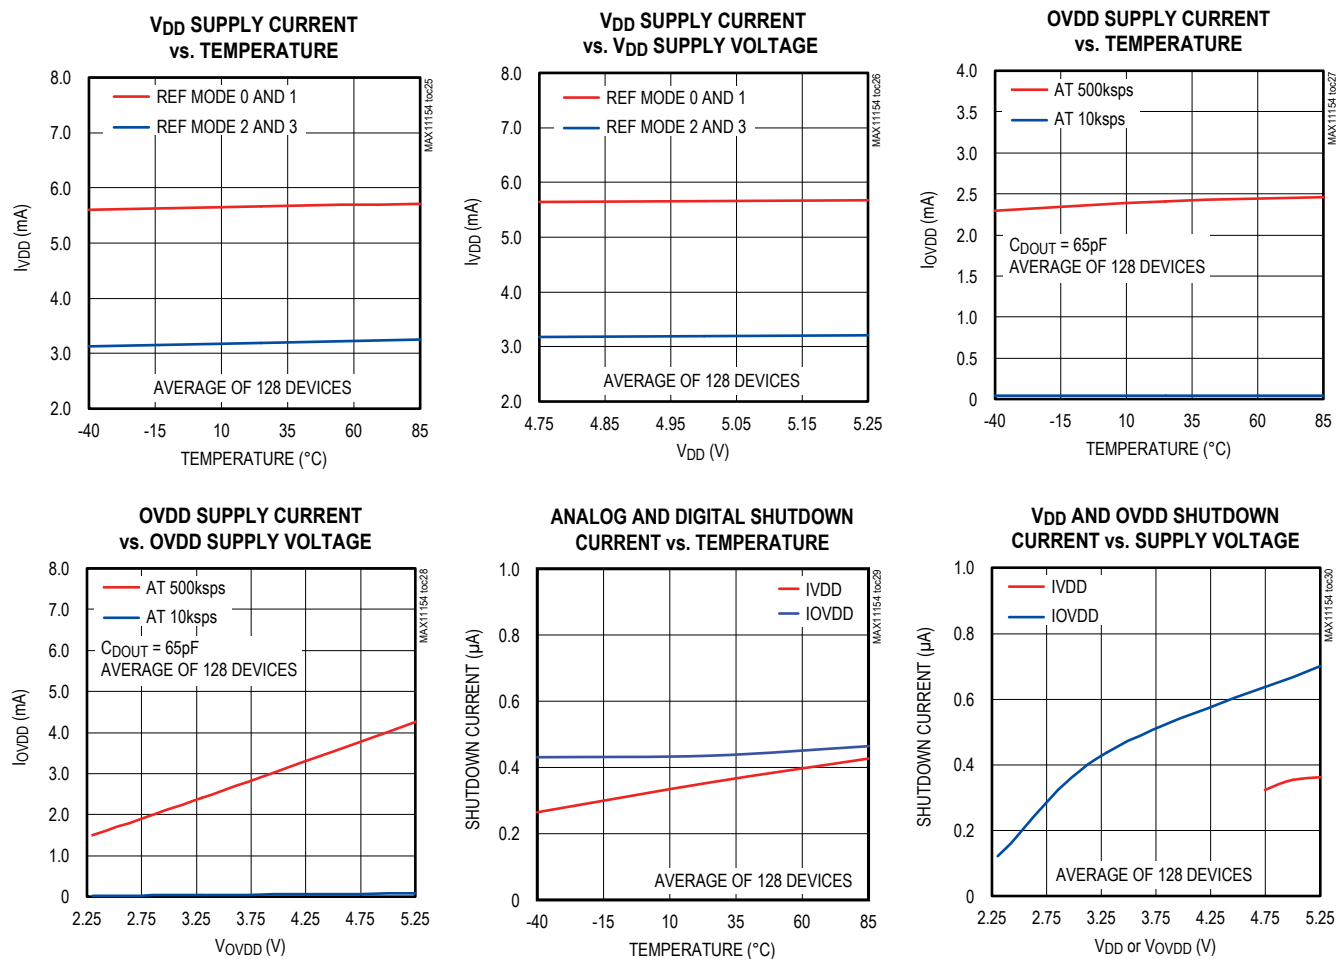 VDD SUPPLY CURRENT
vs. TEMPERATURE
MAX11154 toc25
8.0
7.0
6.0
5.0
4.0
3.0
2.0
IVDD (mA)
REF MODE 0 AND 1
REF MODE 2 AND 3
AVERAGE OF 128 DEVICES
-40 -15 10 35 60 85
TEMPERATURE (°C)
VDD SUPPLY CURRENT
vs. VDD SUPPLY VOLTAGE
MAX11154 toc26
8.0
7.0
6.0
5.0
4.0
3.0
2.0
IVDD (mA)
REF MODE 0 AND 1
REF MODE 2 AND 3
AVERAGE OF 128 DEVICES
4.75 4.85 4.95 5.05 5.15 5.25
VDD (V)
OVDD SUPPLY CURRENT
vs. TEMPERATURE
MAX11154 toc27
4.0
3.5
3.0
2.5
2.0
1.5
1.0
0.5
0
IOVDD (mA)
AT 500ksps
AT 10ksps
CDOUT = 65pF
AVERAGE OF 128 DEVICES
-40 -15 10 35 60 85
TEMPERATURE (°C)
OVDD SUPPLY CURRENT
vs. OVDD SUPPLY VOLTAGE
MAX11154 toc28
8.0
7.0
6.0
5.0
4.0
3.0
2.0
1.0
0
IOVDD (mA)
AT 500ksps
AT 10ksps
CDOUT = 65pF
AVERAGE OF 128 DEVICES
2.25 2.75 3.25 3.75 4.25 4.75 5.25
VOVDD (V)
ANALOG AND DIGITAL SHUTDOWN
CURRENT vs. TEMPERATURE
MAX11154 toc29
1.0
0.8
0.6
0.4
0.2
0
SHUTDOWN CURRENT (µA)
IVDD
IOVDD
AVERAGE OF 128 DEVICES
-40 -15 10 35 60 85
TEMPERATURE (°C)
VDD AND OVDD SHUTDOWN
CURRENT vs. SUPPLY VOLTAGE
MAX11154 toc30
1.0
0.8
0.6
0.4
0.2
0
SHUTDOWN CURRENT (µA)
IVDD
IOVDD
AVERAGE OF 128 DEVICES
2.25 2.75 3.25 3.75 4.25 4.75 5.25
VDD or VOVDD (V)